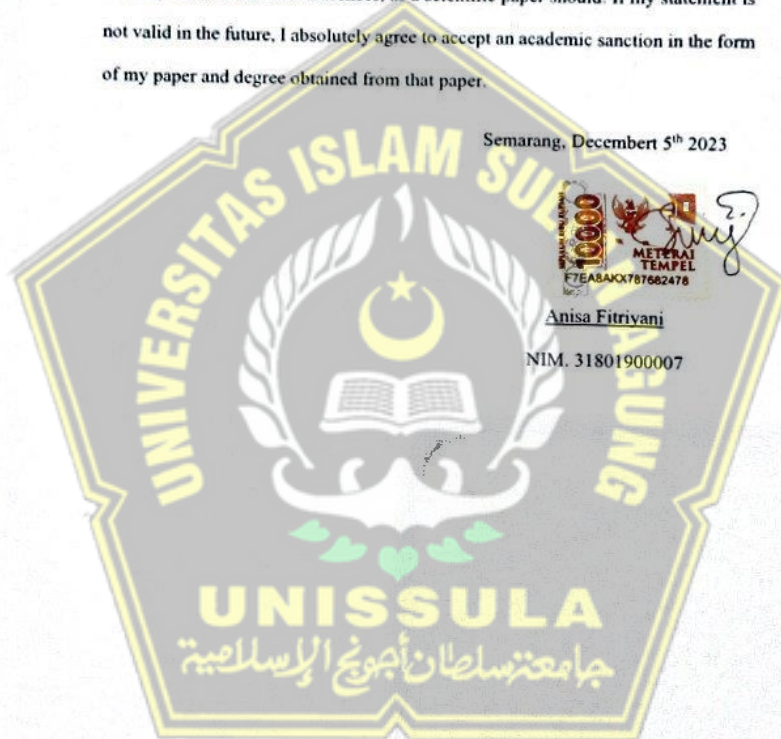 not valid in the future, I absolutely agree to accept an academic sanction in the form
of my paper and degree obtained from that paper.
Semarang, Decembert 5th 2023
10000
METERAI
TEMPEL
F7EA8AKX787682478
Anisa Fitriyani
NIM. 31801900007
UNIVERSITAS ISLAM SULTAN AGUNG
UNISSULA
جامعة سلطان أجونج الإسلامية